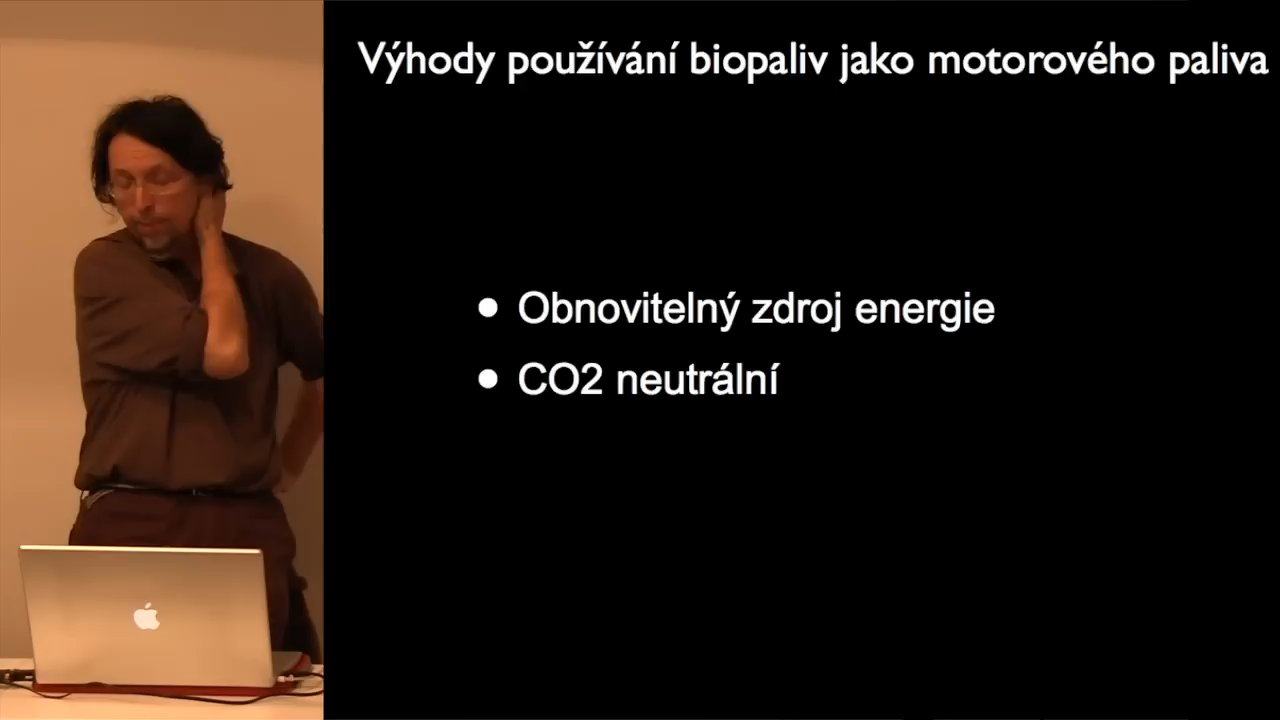 Výhody používání biopaliv jako motorového paliva
Obnovitelný zdroj energie
CO2 neutrální